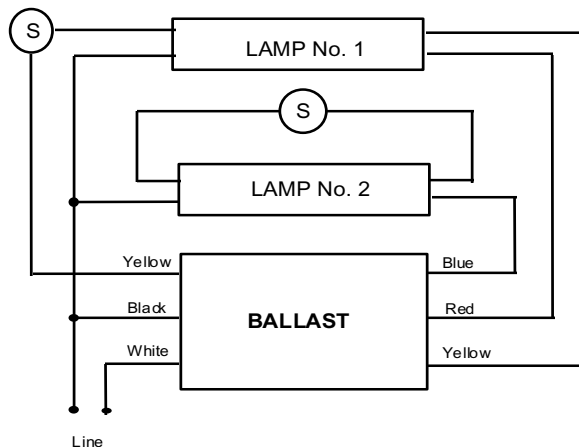 S
LAMP No. 1
S
LAMP No. 2
Yellow
Blue
Black
BALLAST
Red
White
Yellow
Line